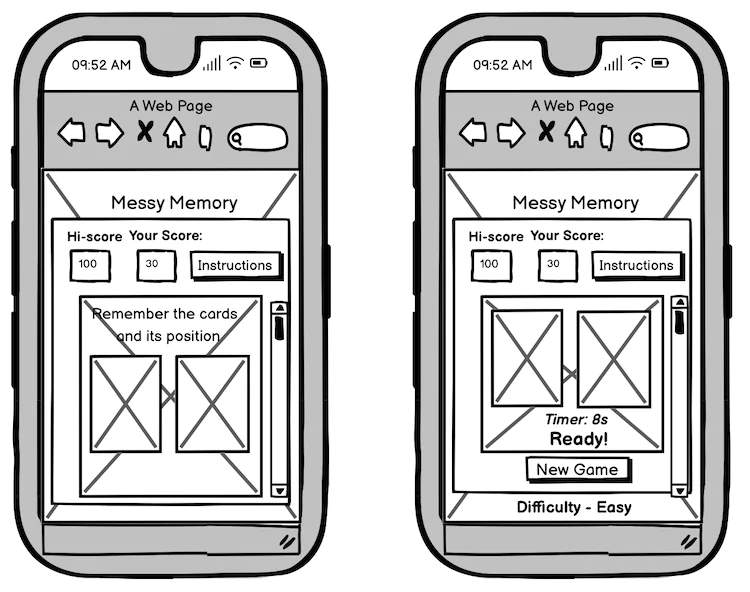 09:52 AM
A Web Page
Messy Memory
Hi-score Your Score:
100 30 Instructions
Remember the cards
and its position
09:52 AM
A Web Page
Messy Memory
Hi-score Your Score:
100 30 Instructions
Timer: 8s
Ready!
New Game
Difficulty - Easy